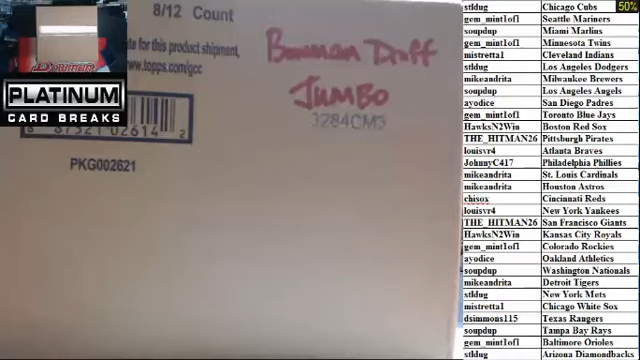 8/12 Count
ate for this product shipment,
www.topps.com/gcc
Bowman Draft
JUMBO
3284CM3
BOWMAN
PLATINUM
CARD BREAKS
8 87521 02614 2
PKG002621
50%
stldug Chicago Cubs
gem_mint1of1 Seattle Mariners
soupdup Miami Marlins
gem_mint1of1 Minnesota Twins
mistretta1 Cleveland Indians
stldug Los Angeles Dodgers
mikeandrita Milwaukee Brewers
soupdup Los Angeles Angels
ayodice San Diego Padres
gem_mint1of1 Toronto Blue Jays
HawksN2Win Boston Red Sox
THE_HITMAN26 Pittsburgh Pirates
louisvr4 Atlanta Braves
JohnnyC417 Philadelphia Phillies
mikeandrita St. Louis Cardinals
mikeandrita Houston Astros
chisox Cincinnati Reds
louisvr4 New York Yankees
THE_HITMAN26 San Francisco Giants
HawksN2Win Kansas City Royals
gem_mint1of1 Colorado Rockies
ayodice Oakland Athletics
soupdup Washington Nationals
mikeandrita Detroit Tigers
stldug New York Mets
mistretta1 Chicago White Sox
dsimmons115 Texas Rangers
soupdup Tampa Bay Rays
gem_mint1of1 Baltimore Orioles
stldug Arizona Diamondbacks